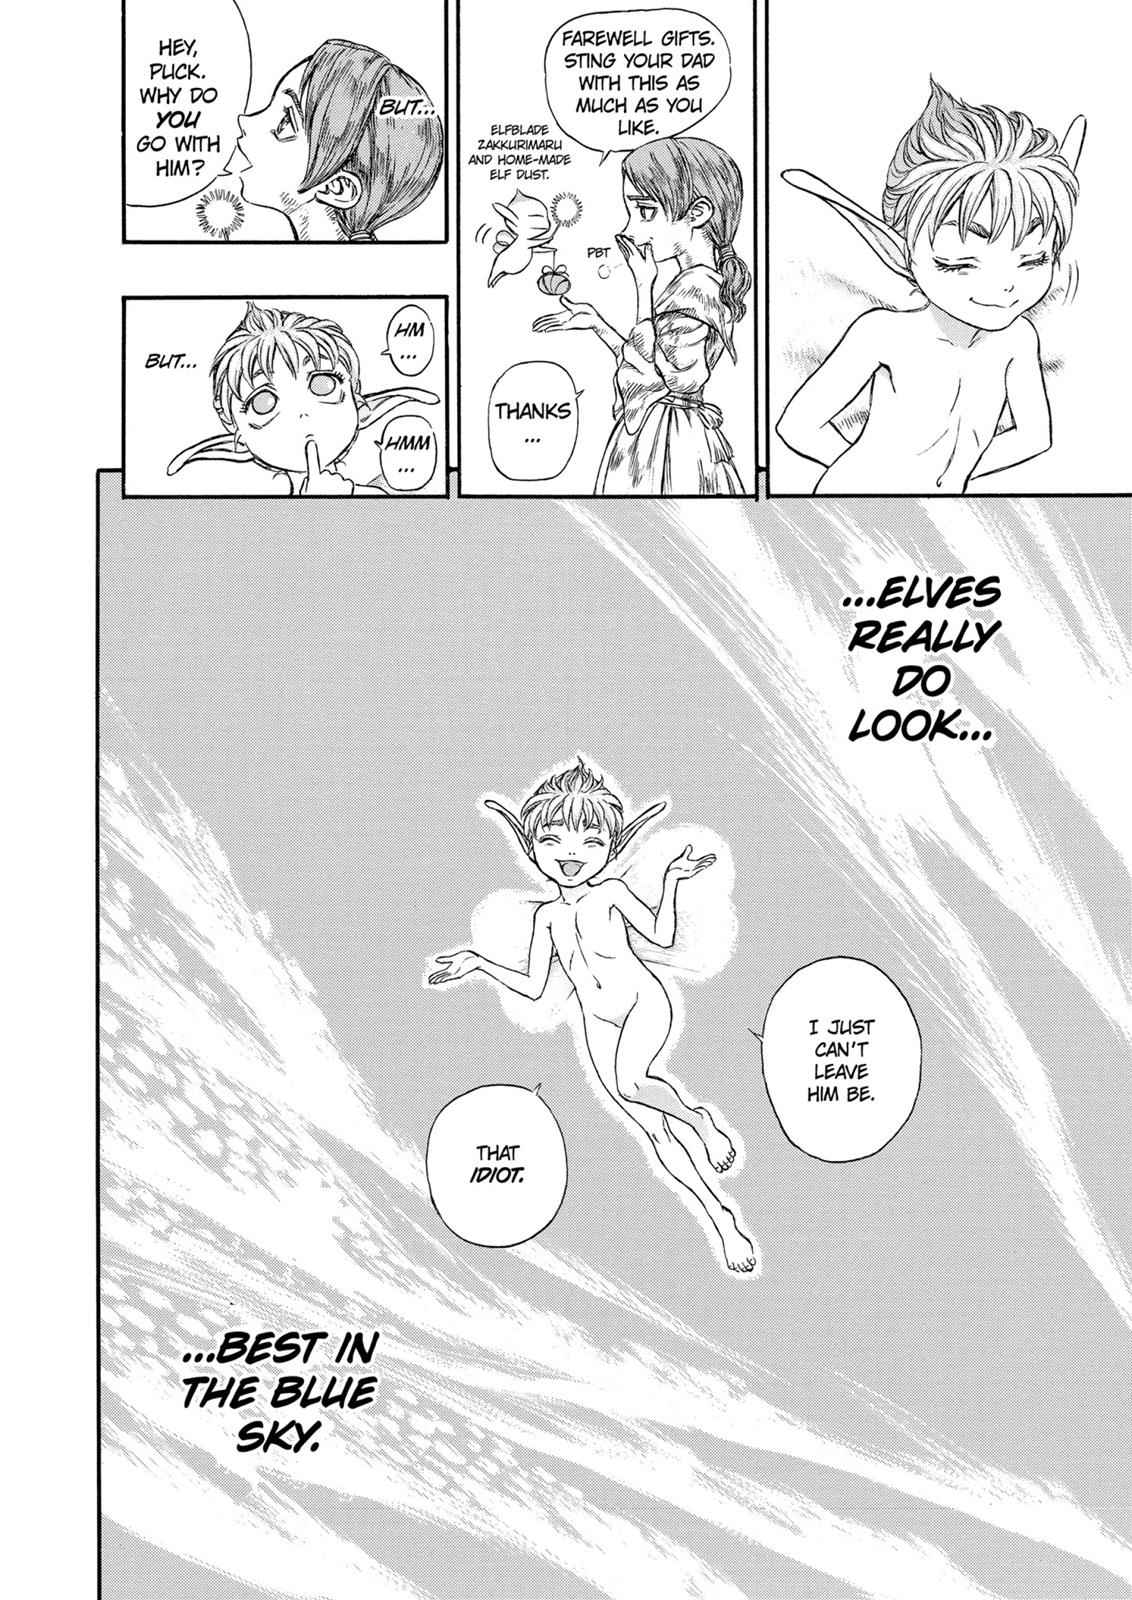 FAREWELL GIFTS.
STING YOUR DAD
WITH THIS AS
MUCH AS YOU
LIKE.
ELFBLADE
ZAKKURIMARU
AND HOME-MADE
ELF DUST.
PBT
THANKS
...
BUT...
HEY,
PUCK.
WHY DO
YOU
GO WITH
HIM?
HM
...
HMM
...
BUT...
...ELVES
REALLY
DO
LOOK...
I JUST
CAN'T
LEAVE
HIM BE.
THAT
IDIOT.
...BEST IN
THE BLUE
SKY.